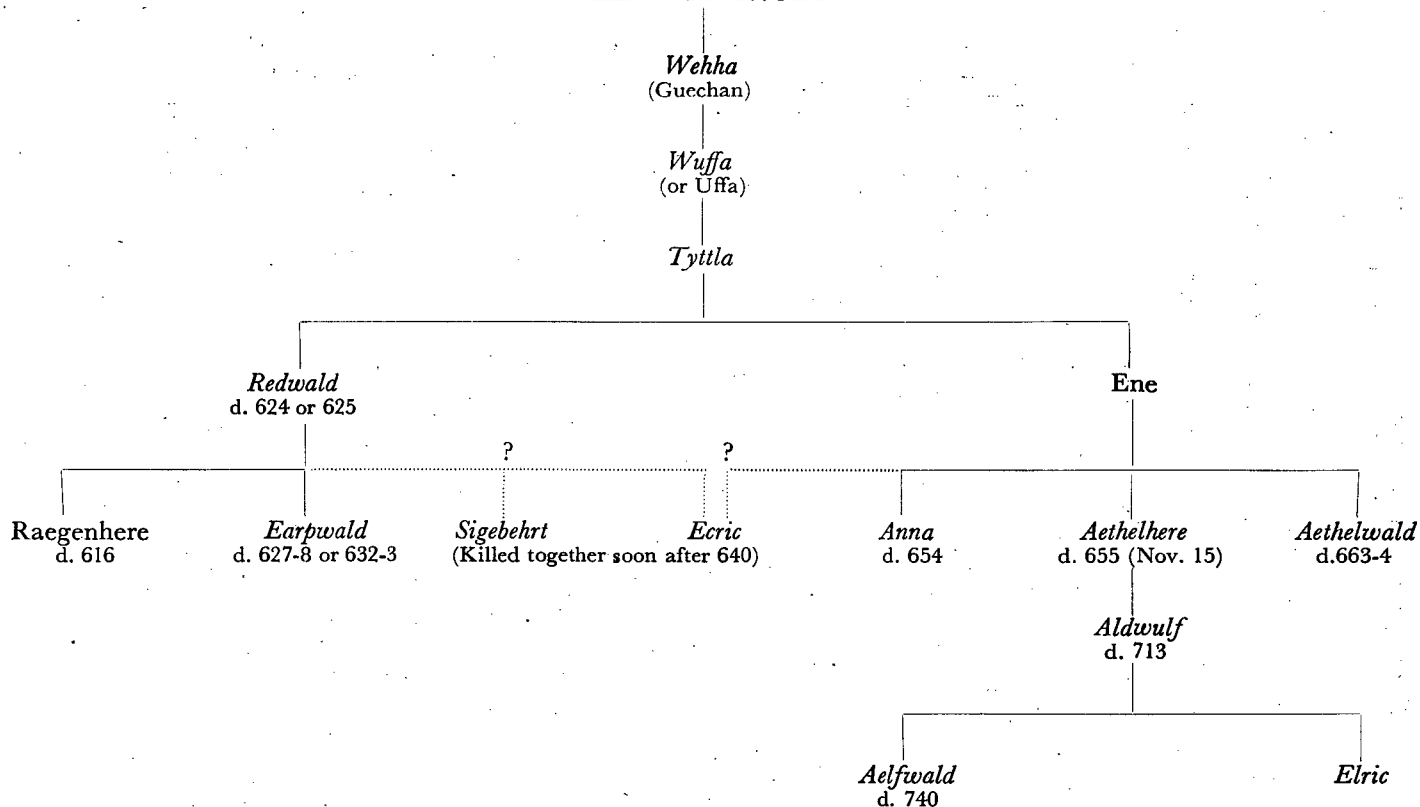 Wehha
(Guechan)
Wuffa
(or Uffa)
Tyttla
Redwald
d. 624 or 625
Ene
?
?
Raegenhere
d. 616
Earpwald
d. 627-8 or 632-3
Sigebehrt
Ecric
(Killed together soon after 640)
Anna
d. 654
Aethelhere
d. 655 (Nov. 15)
Aethelwald
d.663-4
Aldwulf
d. 713
Aelfwald
d. 740
Elric